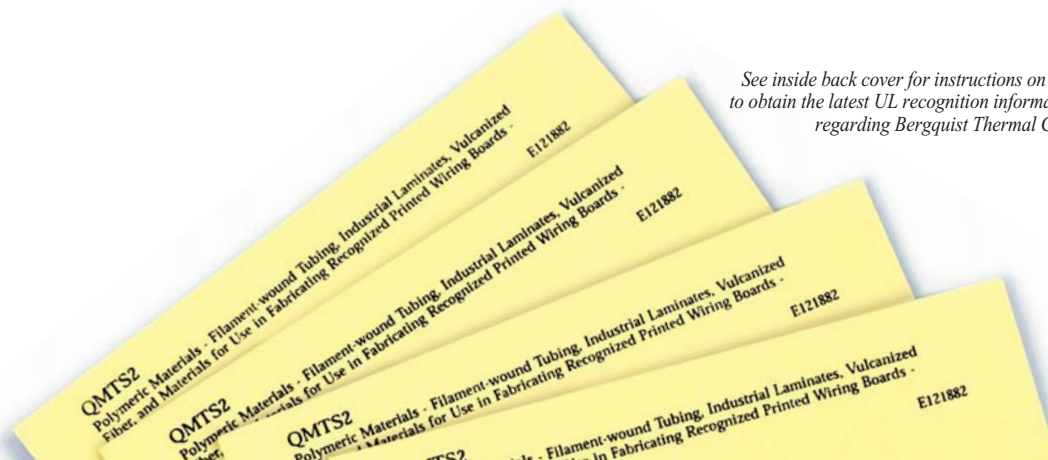 See inside back cover for instructions on
to obtain the latest UL recognition
regarding Bergquist Thermal
QMTS2
Polymeric Materials - Filament-wound Tubing, Industrial Laminates, Vulcanized
Fiber, and Materials for Use in Fabricating Recognized Printed Wiring Boards -
E121882
QMTS2
Polymeric Materials - Filament-wound Tubing, Industrial Laminates, Vulcanized
for Use in Fabricating Recognized Printed Wiring Boards -
E121882
QMTS2
Polymeric Materials - Filament-wound Tubing, Industrial Laminates, Vulcanized
Materials for Use in Fabricating Recognized Printed Wiring Boards -
E121882
- Filament-wound Tubing, Industrial Laminates, Vulcanized
in Fabricating Recognized Printed Wiring Boards -
E121882